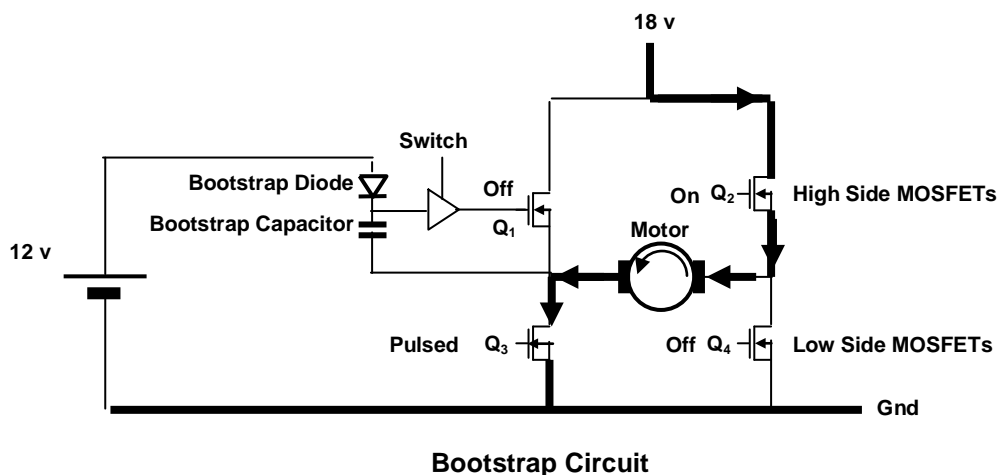 18 v
Switch
Bootstrap Diode
Off
On
Q2
High Side MOSFETs
Bootstrap Capacitor
Q1
Motor
12 v
Pulsed
Q3
Off
Q4
Low Side MOSFETs
Gnd
Bootstrap Circuit